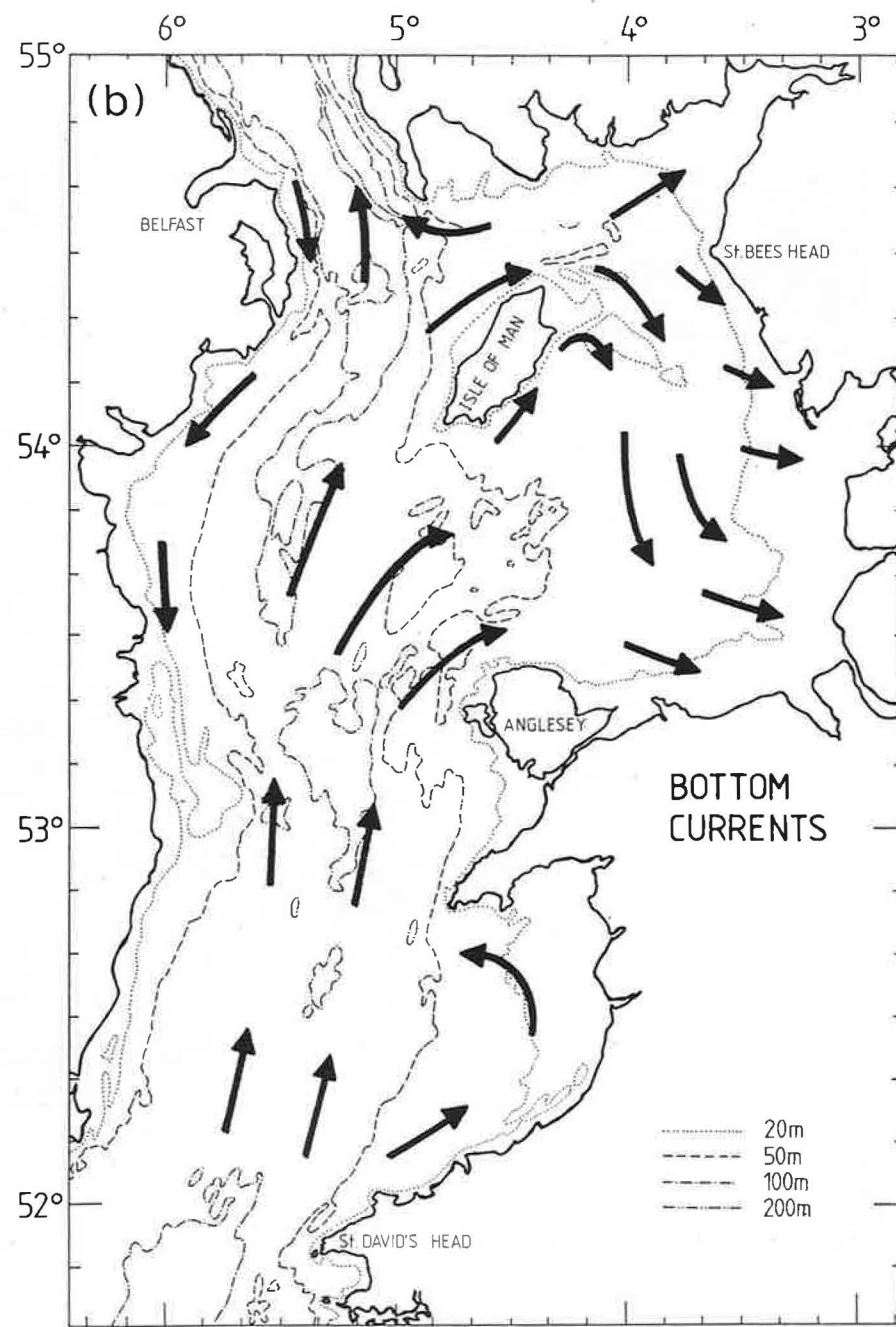 6° 5° 4° 3°
55°
(b)
BELFAST
St. BEES HEAD
ISLE OF MAN
54°
ANGLESEY
53°
BOTTOM
CURRENTS
20m
50m
100m
200m
52°
St. DAVID'S HEAD